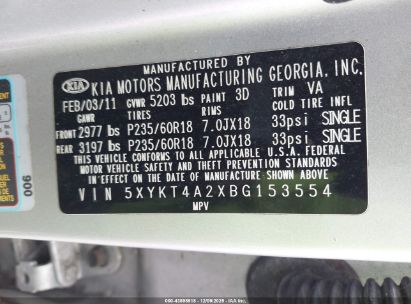 MANUFACTURED BY
KIA KIA MOTORS MANUFACTURING GEORGIA, INC.
FEB/03/11 GVWR 5203 lbs PAINT 3D TRIM VA
GAWR TIRES RIMS COLD TIRE INFL
FRONT 2977 lbs P235/60R18 7.0JX18 33psi SINGLE
REAR 3197 lbs P235/60R18 7.0JX18 33psi SINGLE
THIS VEHICLE CONFORMS TO ALL APPLICABLE U.S.A. FEDERAL
MOTOR VEHICLE SAFETY AND THEFT PREVENTION STANDARDS
IN EFFECT ON THE DATE OF MANUFACTURE SHOWN ABOVE.
VIN 5XYKT4A2XBG153554
MPV
900